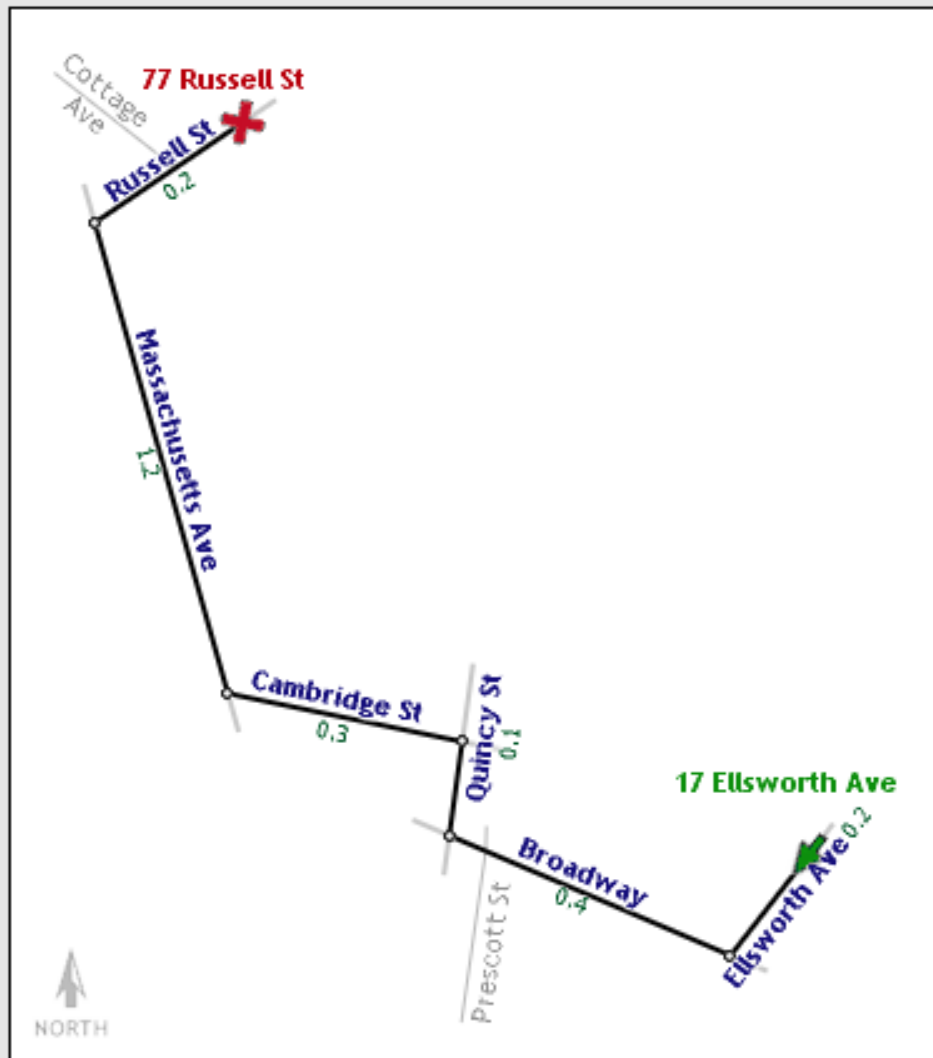 Cottage
Ave
77 Russell St
Russell St
0.2
Massachusetts Ave
1.2
Cambridge St
0.3
Quincy St
0.1
17 Ellsworth Ave
0.2
Ellsworth Ave
Broadway
0.4
Prescott St
NORTH